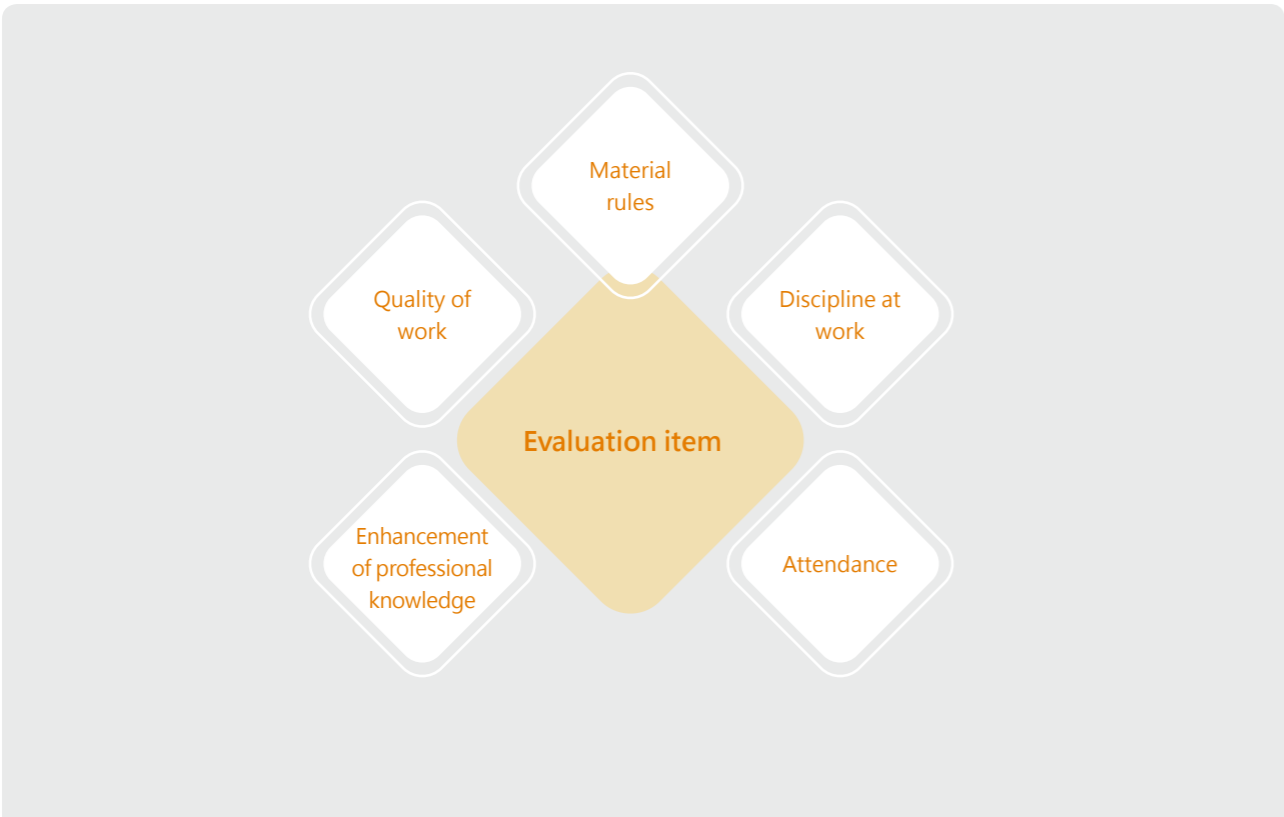 Material
rules
Quality of
work
Discipline at
work
Evaluation item
Enhancement
of professional
knowledge
Attendance